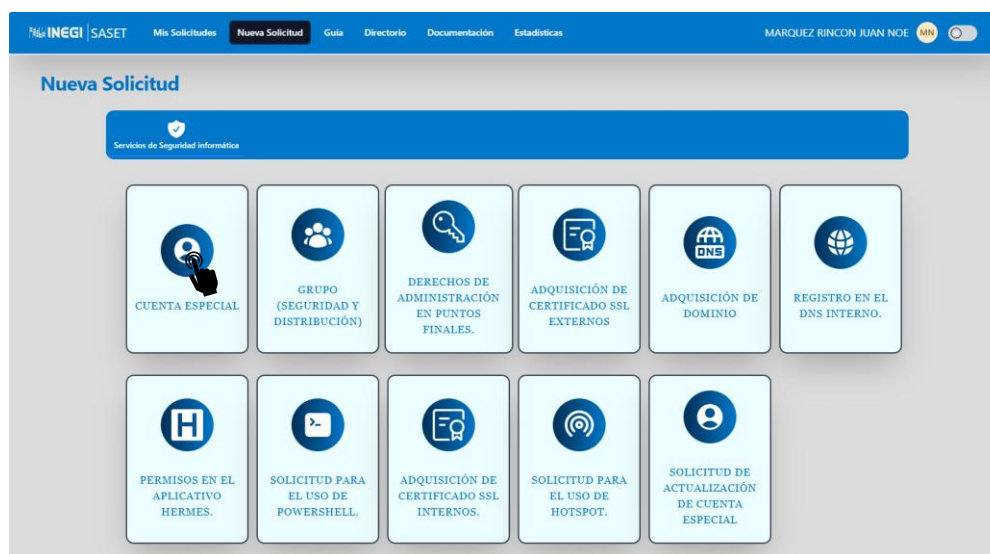 INEGI SASET Mis Solicitudes Nueva Solicitud Guía Directorio Documentación Estadísticas MARQUEZ RINCON JUAN NOE MN
Nueva Solicitud
Servicios de Seguridad informática
CUENTA ESPECIAL
GRUPO
(SEGURIDAD Y
DISTRIBUCIÓN)
DERECHOS DE
ADMINISTRACIÓN
EN PUNTOS
FINALES.
ADQUISICIÓN DE
CERTIFICADO SSL
EXTERNOS
DNS
ADQUISICIÓN DE
DOMINIO
REGISTRO EN EL
DNS INTERNO.
H
PERMISOS EN EL
APLICATIVO
HERMES.
SOLICITUD PARA
EL USO DE
POWERSHELL.
ADQUISICIÓN DE
CERTIFICADO SSL
INTERNOS.
SOLICITUD PARA
EL USO DE
HOTSPOT.
SOLICITUD DE
ACTUALIZACIÓN
DE CUENTA
ESPECIAL